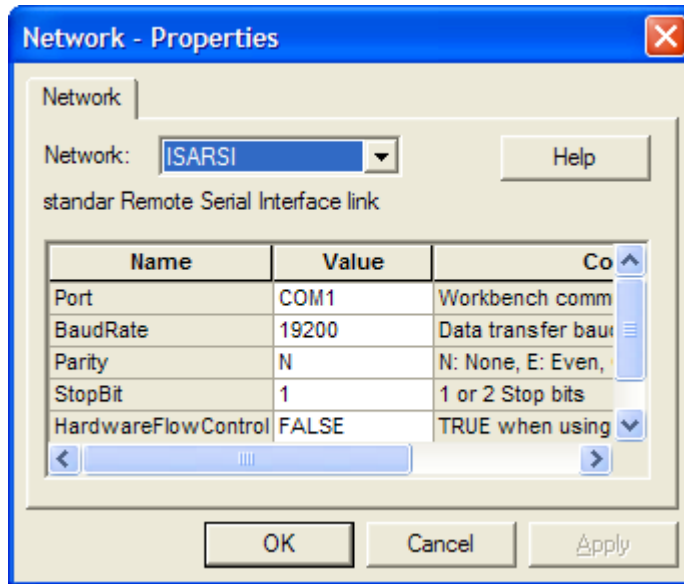 Network - Properties
Network
Network: ISARSI Help
standar Remote Serial Interface link
Name Value Co
Port COM1 Workbench comm
BaudRate 19200 Data transfer bau
Parity N N: None, E: Even,
StopBit 1 1 or 2 Stop bits
HardwareFlowControl FALSE TRUE when using
OK Cancel Apply